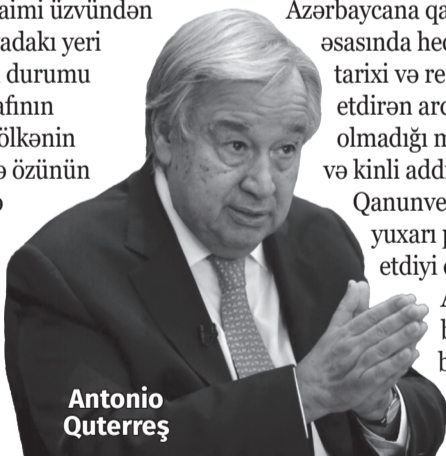 aimi üzvündən
adakı yeri
durumu
afının
ölkənin
ə özünün
Azərbaycana qa
əsasında hed
tarixi və re
etdirən ard
olmadığı m
və kinli addı
Qanunve
yuxarı p
etdiyi
Antonio
Quterreş